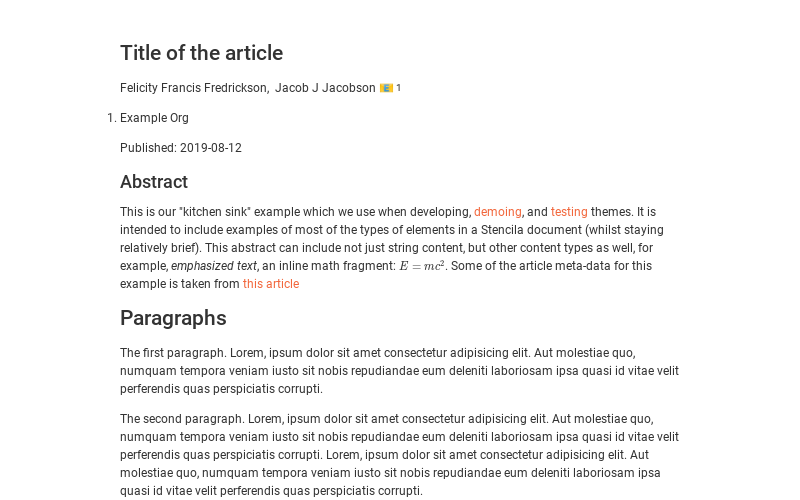 Title of the article
Felicity Francis Fredrickson, Jacob J Jacobson 📧 1
1. Example Org
Published: 2019-08-12
Abstract
This is our "kitchen sink" example which we use when developing, demoing, and testing themes. It is
intended to include examples of most of the types of elements in a Stencila document (whilst staying
relatively brief). This abstract can include not just string content, but other content types as well, for
example, emphasized text, an inline math fragment: E = mc². Some of the article meta-data for this
example is taken from this article
Paragraphs
The first paragraph. Lorem, ipsum dolor sit amet consectetur adipisicing elit. Aut molestiae quo,
numquam tempora veniam iusto sit nobis repudiandae eum deleniti laboriosam ipsa quasi id vitae velit
perferendis quas perspiciatis corrupti.
The second paragraph. Lorem, ipsum dolor sit amet consectetur adipisicing elit. Aut molestiae quo,
numquam tempora veniam iusto sit nobis repudiandae eum deleniti laboriosam ipsa quasi id vitae velit
perferendis quas perspiciatis corrupti. Lorem, ipsum dolor sit amet consectetur adipisicing elit. Aut
molestiae quo, numquam tempora veniam iusto sit nobis repudiandae eum deleniti laboriosam ipsa
quasi id vitae velit perferendis quas perspiciatis corrupti.